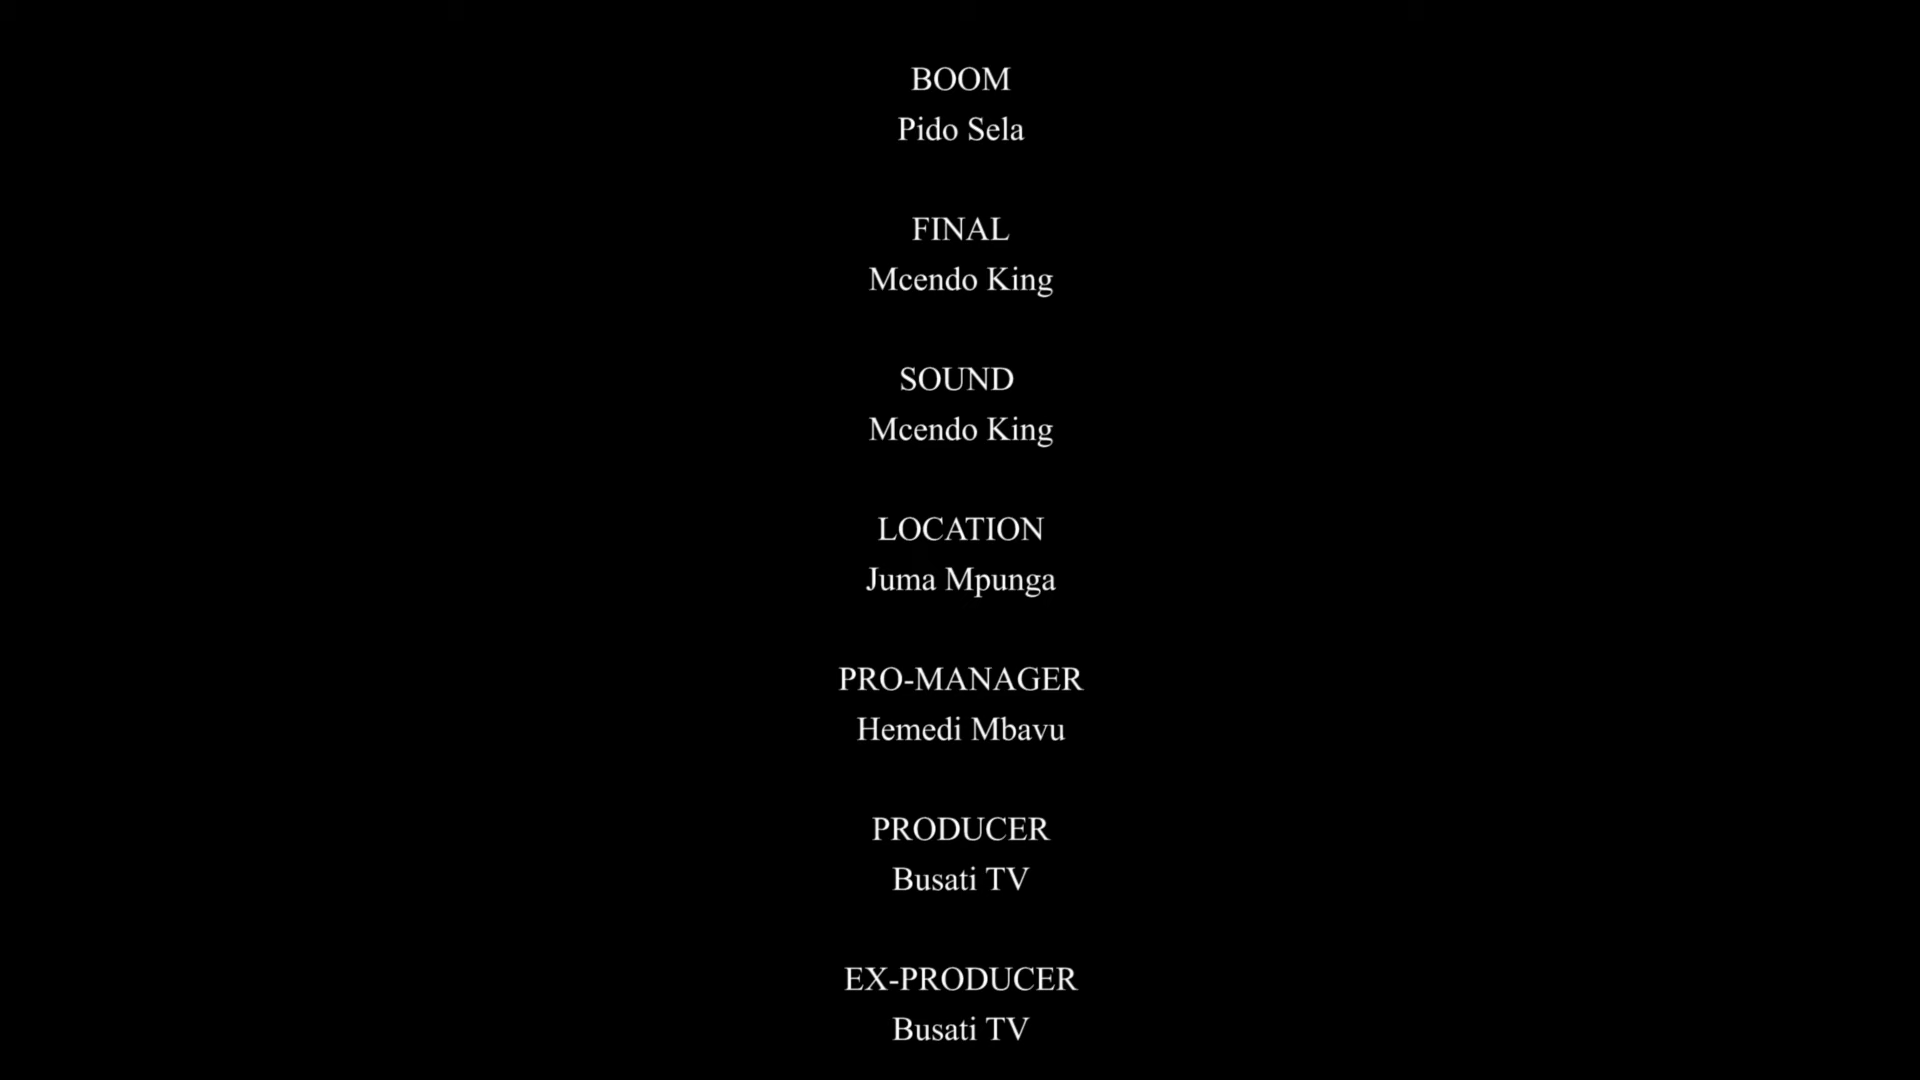 BOOM
Pido Sela
FINAL
Mcendo King
SOUND
Mcendo King
LOCATION
Juma Mpunga
PRO-MANAGER
Hemedi Mbavu
PRODUCER
Busati TV
EX-PRODUCER
Busati TV